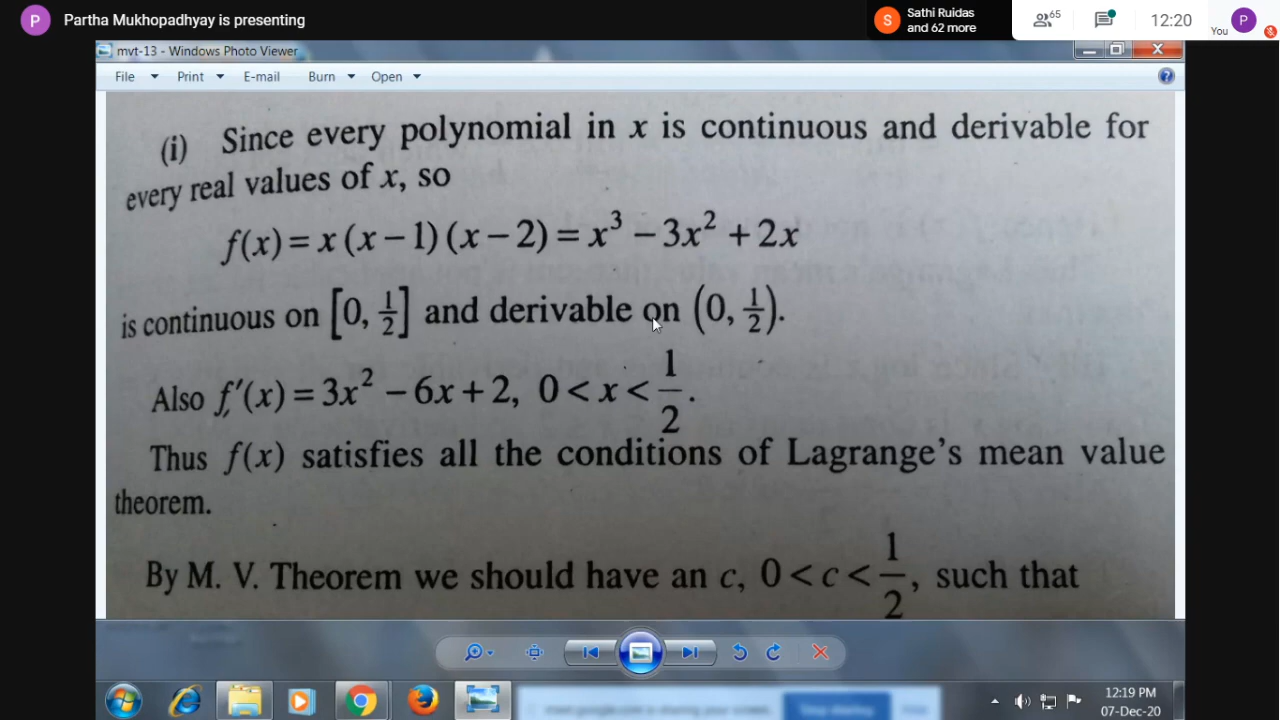 P Partha Mukhopadhyay is presenting
S Sathi Ruidas and 62 more
65
12:20
You P
mvt-13 - Windows Photo Viewer
File Print E-mail Burn Open
(i) Since every polynomial in x is continuous and derivable for
every real values of x, so
f(x) = x (x − 1) (x − 2) = x³ − 3x² + 2x
is continuous on [0, 1/2] and derivable on (0, 1/2).
Also f′(x) = 3x² − 6x + 2, 0 < x < 1/2.
Thus f(x) satisfies all the conditions of Lagrange's mean value
theorem.
By M. V. Theorem we should have an c, 0 < c < 1/2, such that
12:19 PM
07-Dec-20